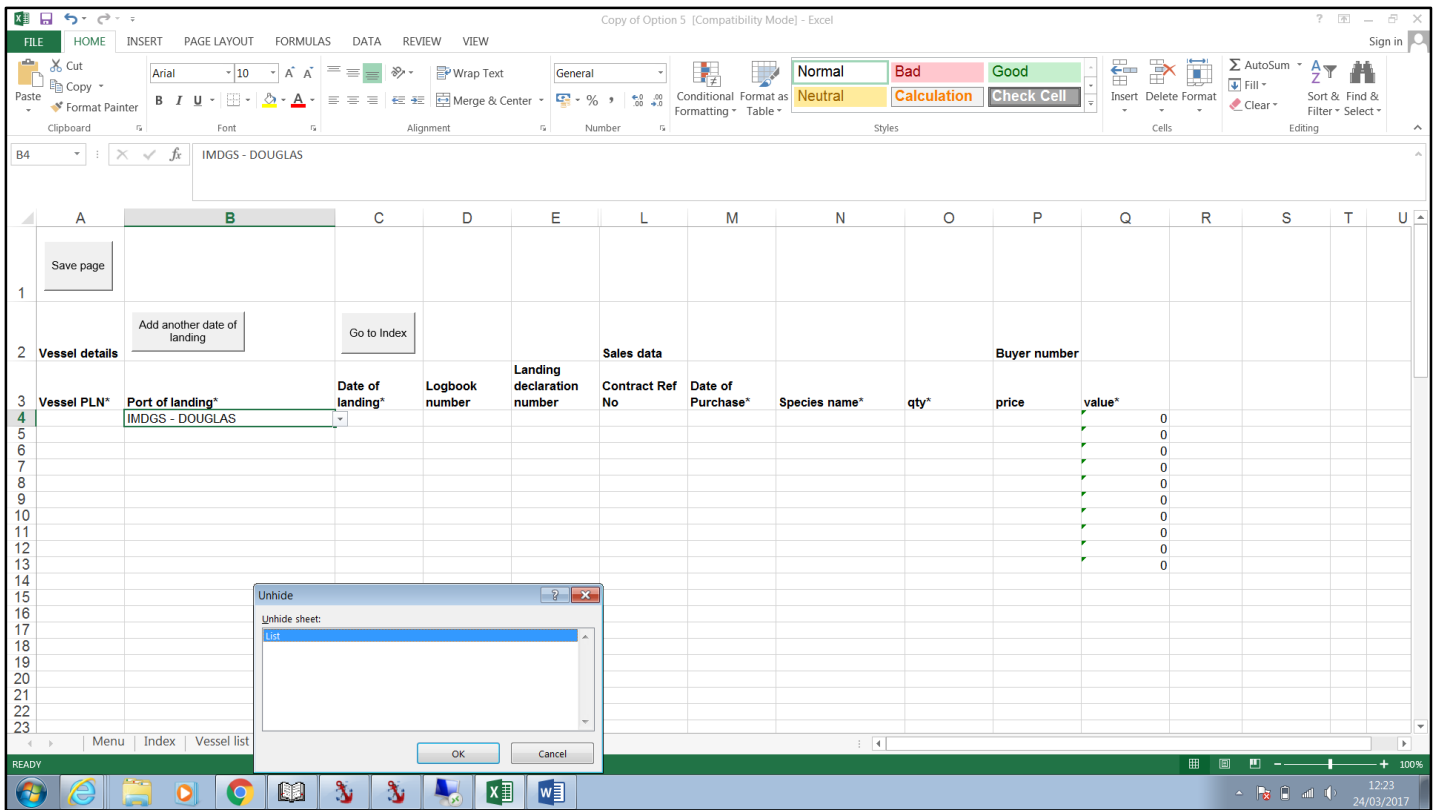 Copy of Option 5 [Compatibility Mode] - Excel
FILE HOME INSERT PAGE LAYOUT FORMULAS DATA REVIEW VIEW Sign in
Paste
Cut
Copy
Format Painter
Clipboard
Arial 10 A A
B I U A
Font
Wrap Text
Merge & Center
Alignment
General
% ,
Number
Conditional Formatting
Format as Table
Normal Bad Good
Neutral Calculation Check Cell
Styles
Insert Delete Format
Cells
AutoSum
Fill
Clear
Sort & Filter
Find & Select
Editing
B4 fx IMDGS - DOUGLAS
A B C D E L M N O P Q R S T U
Save page
1
Add another date of landing
Go to Index
2 Vessel details Sales data Buyer number
3 Vessel PLN* Port of landing* Date of landing* Logbook number Landing declaration number Contract Ref No Date of Purchase* Species name* qty* price value*
4 IMDGS - DOUGLAS 0
5 0
6 0
7 0
8 0
9 0
10 0
11 0
12 0
13 0
14
15
16
17
18
19
20
21
22
23
Unhide
Unhide sheet:
List
OK Cancel
Menu Index Vessel list
READY 100%
12:23
24/03/2017